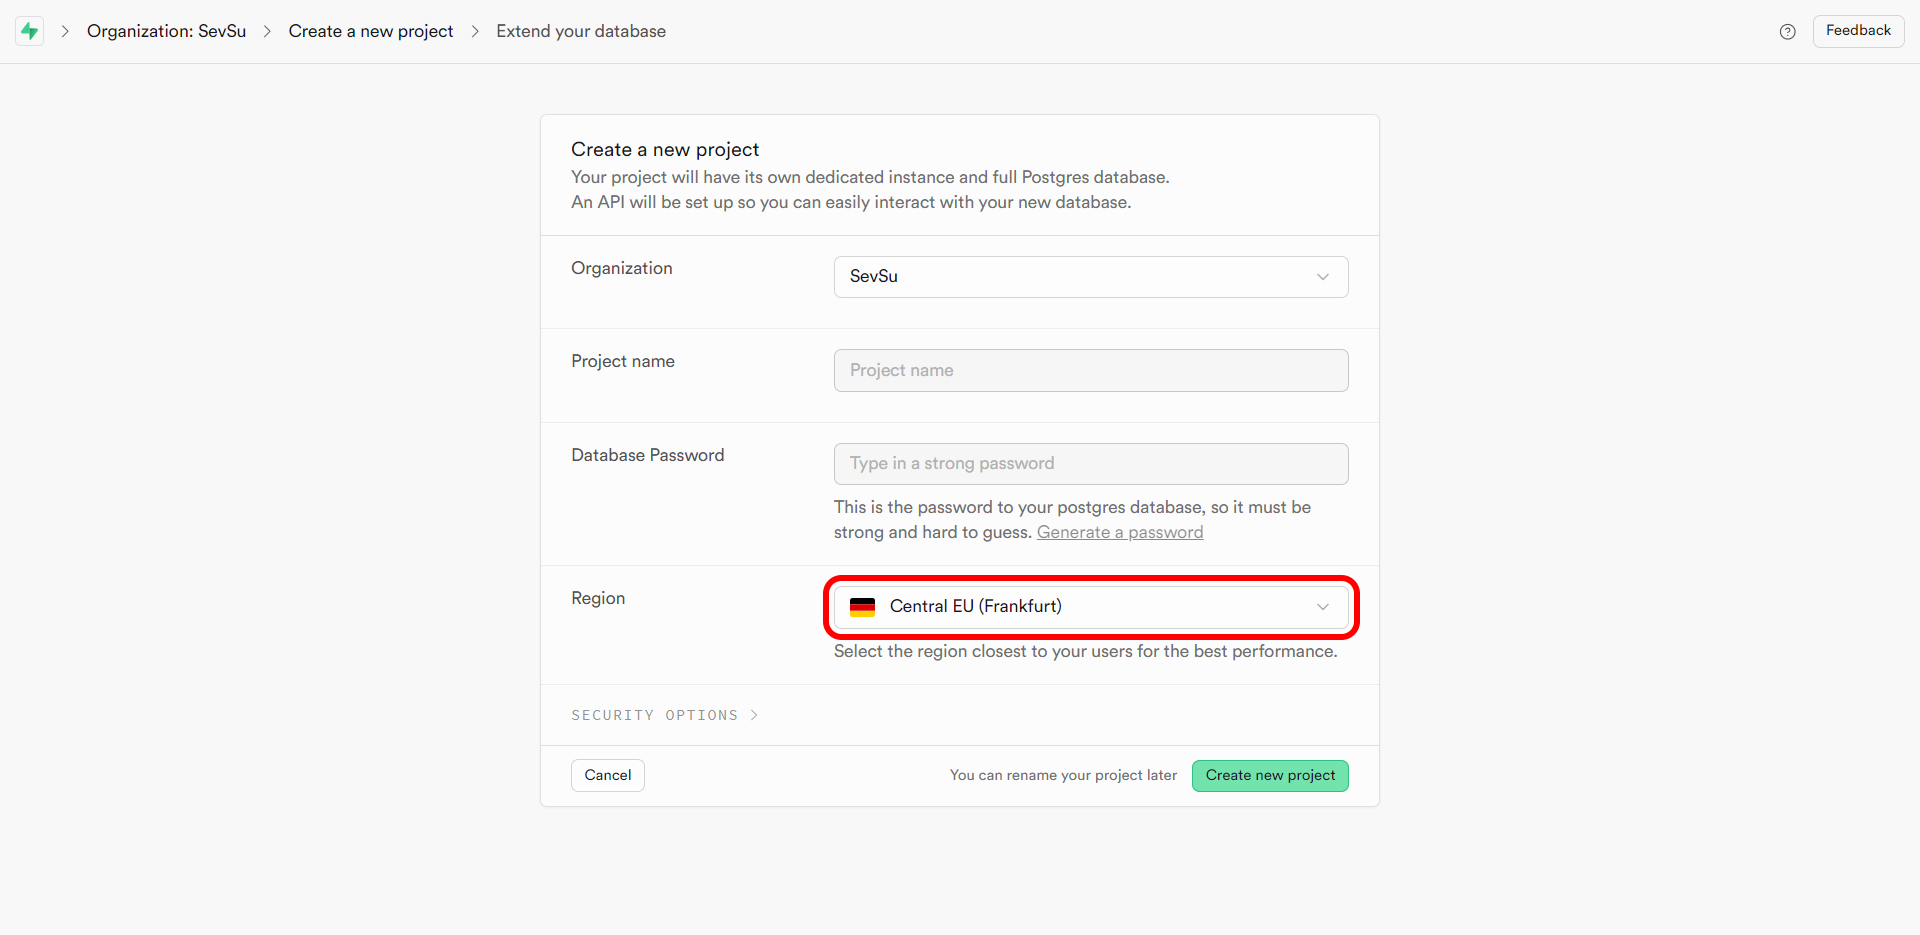 Organization: SevSu
Create a new project
Extend your database
Feedback
Create a new project
Your project will have its own dedicated instance and full Postgres database.
An API will be set up so you can easily interact with your new database.
Organization
SevSu
Project name
Project name
Database Password
Type in a strong password
This is the password to your postgres database, so it must be
strong and hard to guess. Generate a password
Region
Central EU (Frankfurt)
Select the region closest to your users for the best performance.
SECURITY OPTIONS
Cancel
You can rename your project later
Create new project